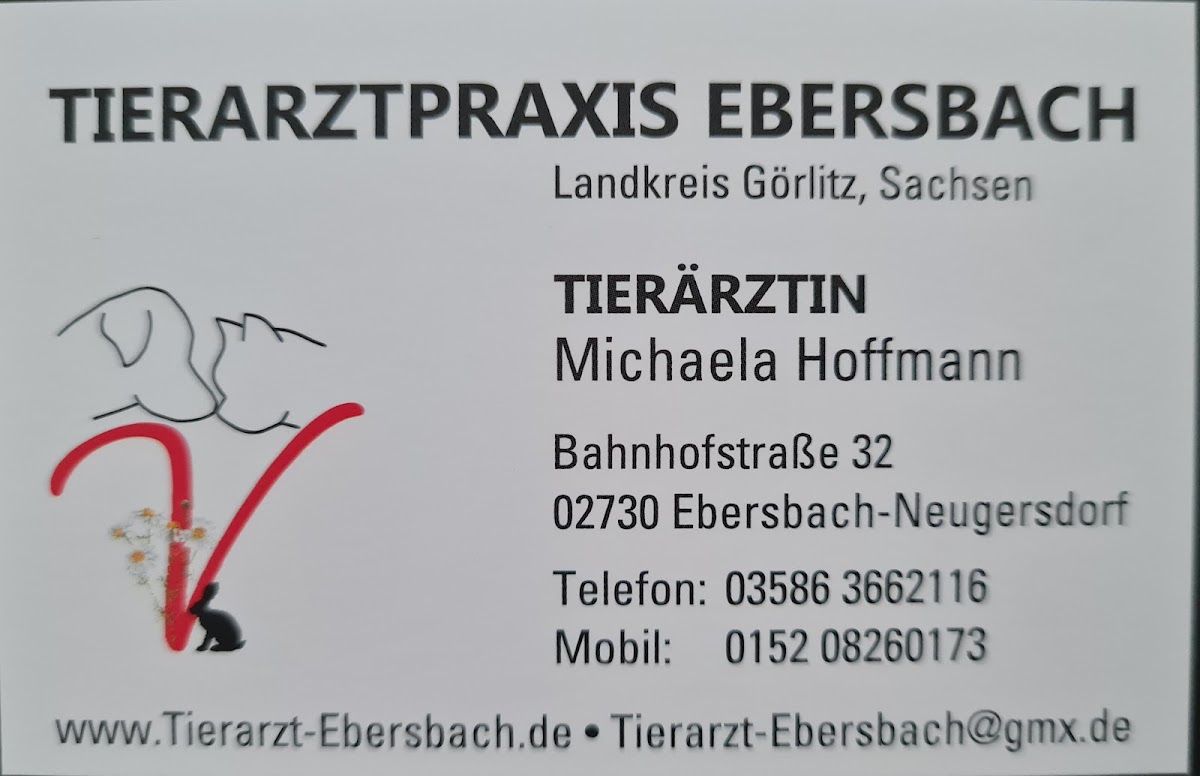 TIERARZTPRAXIS EBERSBACH
Landkreis Görlitz, Sachsen
TIERÄRZTIN
Michaela Hoffmann
Bahnhofstraße 32
02730 Ebersbach-Neugersdorf
Telefon: 03586 3662116
Mobil: 0152 08260173
www.Tierarzt-Ebersbach.de • Tierarzt-Ebersbach@gmx.de